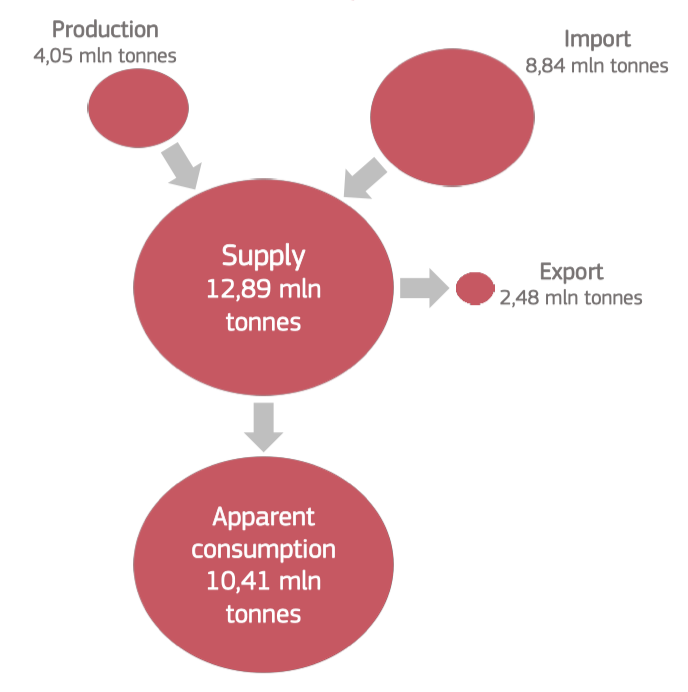 Production
4,05 mln tonnes
Import
8,84 mln tonnes
Supply
12,89 mln
tonnes
Export
2,48 mln tonnes
Apparent
consumption
10,41 mln
tonnes